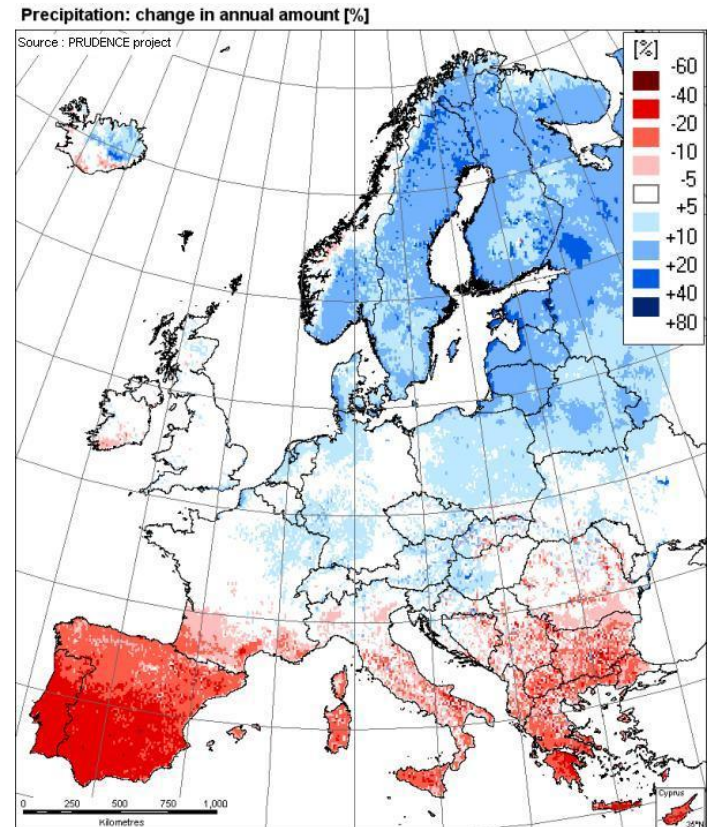 Precipitation: change in annual amount [%]
Source : PRUDENCE project
[%]
-60
-40
-20
-10
-5
+5
+10
+20
+40
+80
0 250 500 750 1,000
Kilometres
Cyprus
35°N